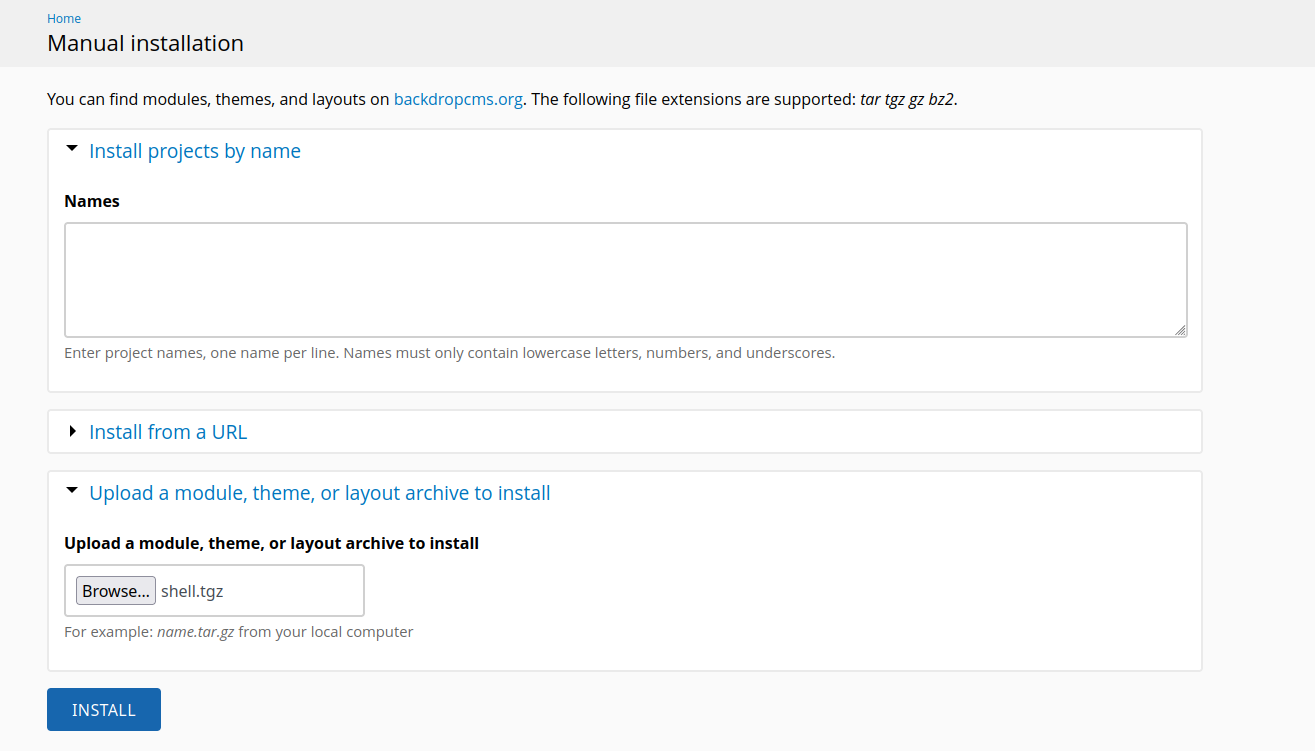 Home
Manual installation
You can find modules, themes, and layouts on backdropcms.org. The following file extensions are supported: tar tgz gz bz2.
Install projects by name
Names
Enter project names, one name per line. Names must only contain lowercase letters, numbers, and underscores.
Install from a URL
Upload a module, theme, or layout archive to install
Upload a module, theme, or layout archive to install
Browse... shell.tgz
For example: name.tar.gz from your local computer
INSTALL